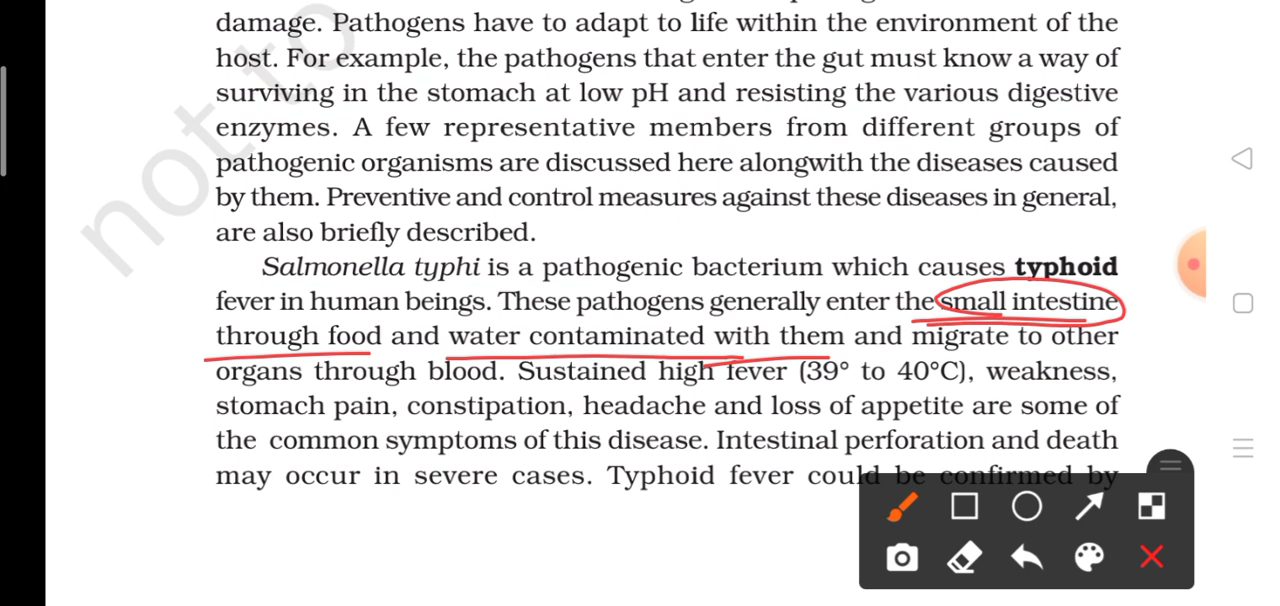 damage. Pathogens have to adapt to life within the environment of the
host. For example, the pathogens that enter the gut must know a way of
surviving in the stomach at low pH and resisting the various digestive
enzymes. A few representative members from different groups of
pathogenic organisms are discussed here alongwith the diseases caused
by them. Preventive and control measures against these diseases in general,
are also briefly described.
Salmonella typhi is a pathogenic bacterium which causes typhoid
fever in human beings. These pathogens generally enter the small intestine
through food and water contaminated with them and migrate to other
organs through blood. Sustained high fever (39° to 40°C), weakness,
stomach pain, constipation, headache and loss of appetite are some of
the common symptoms of this disease. Intestinal perforation and death
may occur in severe cases. Typhoid fever could be confirmed by
not to